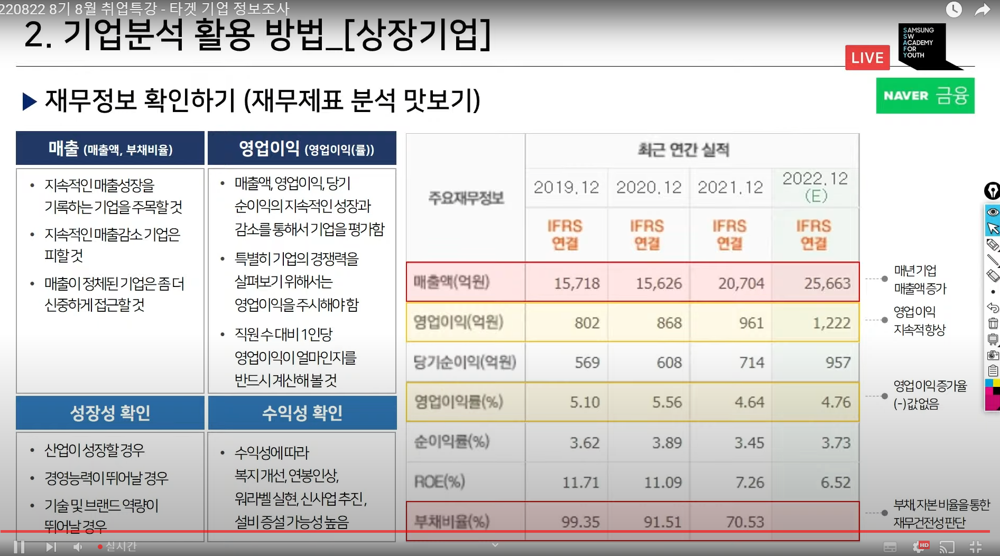 220822 8기 8월 취업특강 - 타겟 기업 정보조사
2. 기업분석 활용 방법_[상장기업]
LIVE
SAMSUNG
SW
ACADEMY
FOR
YOUTH
▶ 재무정보 확인하기 (재무제표 분석 맛보기)
NAVER 금융
매출 (매출액, 부채비율)
• 지속적인 매출성장을
기록하는 기업을 주목할 것
• 지속적인 매출감소 기업은
피할 것
• 매출이 정체된 기업은 좀 더
신중하게 접근할 것
영업이익 (영업이익(률))
• 매출액, 영업이익, 당기
순이익의 지속적인 성장과
감소를 통해서 기업을 평가함
• 특별히 기업의 경쟁력을
살펴보기 위해서는
영업이익을 주시해야 함
• 직원 수 대비 1인당
영업이익이 얼마인지를
반드시 계산해 볼 것
성장성 확인
• 산업이 성장할 경우
• 경영능력이 뛰어날 경우
• 기술 및 브랜드 역량이
뛰어날 경우
수익성 확인
• 수익성에 따라
복지 개선, 연봉인상,
워라벨 실현, 신사업 추진,
설비 증설 가능성 높음
주요재무정보
최근 연간 실적
2019.12 2020.12 2021.12 2022.12
(E)
IFRS IFRS IFRS IFRS
연결 연결 연결 연결
매출액(억원) 15,718 15,626 20,704 25,663
영업이익(억원) 802 868 961 1,222
당기순이익(억원) 569 608 714 957
영업이익률(%) 5.10 5.56 4.64 4.76
순이익률(%) 3.62 3.89 3.45 3.73
ROE(%) 11.71 11.09 7.26 6.52
부채비율(%) 99.35 91.51 70.53
매년 기업
매출액 증가
영업 이익
지속적 향상
영업 이익 증가율
(-) 값 없음
부채, 자본 비율을 통한
재무건전성 판단
실시간
HD